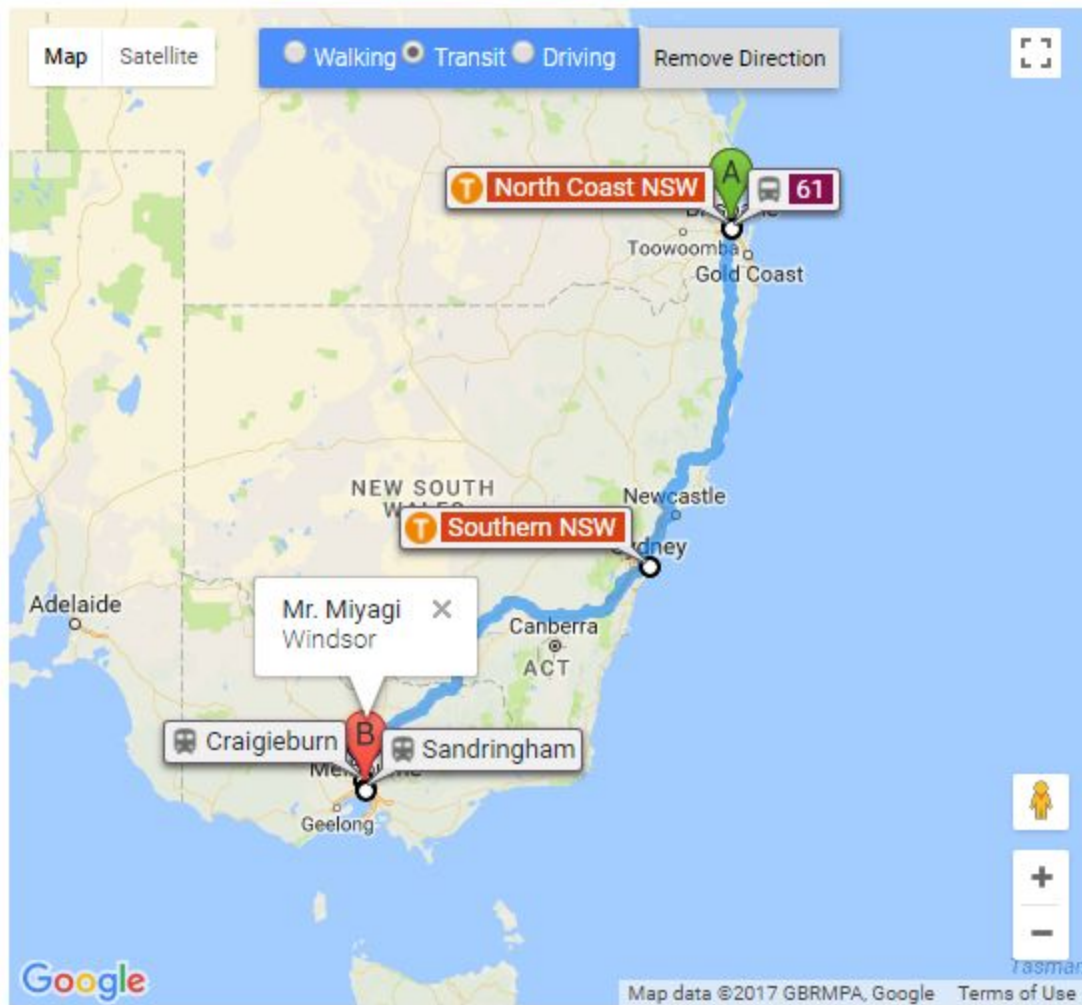 Map Satellite
Walking Transit Driving Remove Direction
T North Coast NSW
A
61
Toowoomba
Gold Coast
NEW SOUTH
Newcastle
T Southern NSW
Adelaide
Mr. Miyagi
Windsor
Canberra
ACT
Craigieburn
B
Sandringham
Geelong
Google
Map data ©2017 GBRMPA, Google Terms of Use